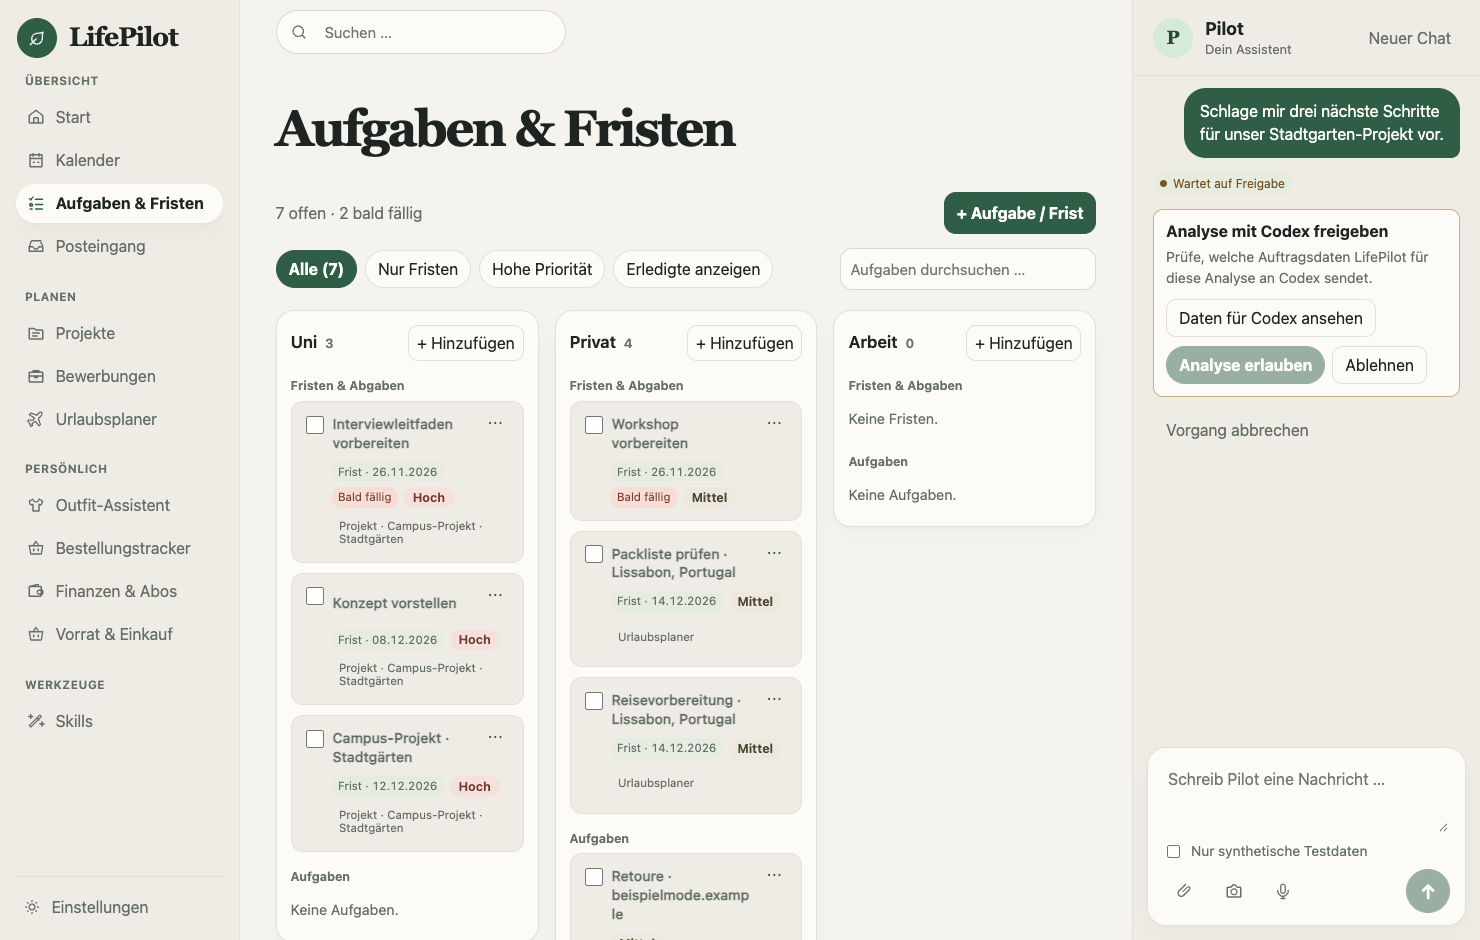 LifePilot
ÜBERSICHT
Start
Kalender
Aufgaben & Fristen
Posteingang
PLANEN
Projekte
Bewerbungen
Urlaubsplaner
PERSÖNLICH
Outfit-Assistent
Bestellungstracker
Finanzen & Abos
Vorrat & Einkauf
WERKZEUGE
Skills
Einstellungen
Suchen ...
Aufgaben & Fristen
7 offen · 2 bald fällig
+ Aufgabe / Frist
Alle (7)
Nur Fristen
Hohe Priorität
Erledigte anzeigen
Aufgaben durchsuchen ...
Uni 3
+ Hinzufügen
Fristen & Abgaben
Interviewleitfaden
vorbereiten
...
Frist · 26.11.2026
Bald fällig Hoch
Projekt · Campus-Projekt ·
Stadtgärten
Konzept vorstellen
...
Frist · 08.12.2026 Hoch
Projekt · Campus-Projekt ·
Stadtgärten
Campus-Projekt ·
Stadtgärten
...
Frist · 12.12.2026 Hoch
Projekt · Campus-Projekt ·
Stadtgärten
Aufgaben
Keine Aufgaben.
Privat 4
+ Hinzufügen
Fristen & Abgaben
Workshop
vorbereiten
...
Frist · 26.11.2026
Bald fällig Mittel
Packliste prüfen ·
Lissabon, Portugal
...
Frist · 14.12.2026 Mittel
Urlaubsplaner
Reisevorbereitung ·
Lissabon, Portugal
...
Frist · 14.12.2026 Mittel
Urlaubsplaner
Aufgaben
Retoure ·
beispielmode.examp
le
...
Arbeit 0
+ Hinzufügen
Fristen & Abgaben
Keine Fristen.
Aufgaben
Keine Aufgaben.
P
Pilot
Dein Assistent
Neuer Chat
Schlage mir drei nächste Schritte
für unser Stadtgarten-Projekt vor.
Wartet auf Freigabe
Analyse mit Codex freigeben
Prüfe, welche Auftragsdaten LifePilot für
diese Analyse an Codex sendet.
Daten für Codex ansehen
Analyse erlauben
Ablehnen
Vorgang abbrechen
Schreib Pilot eine Nachricht ...
Nur synthetische Testdaten